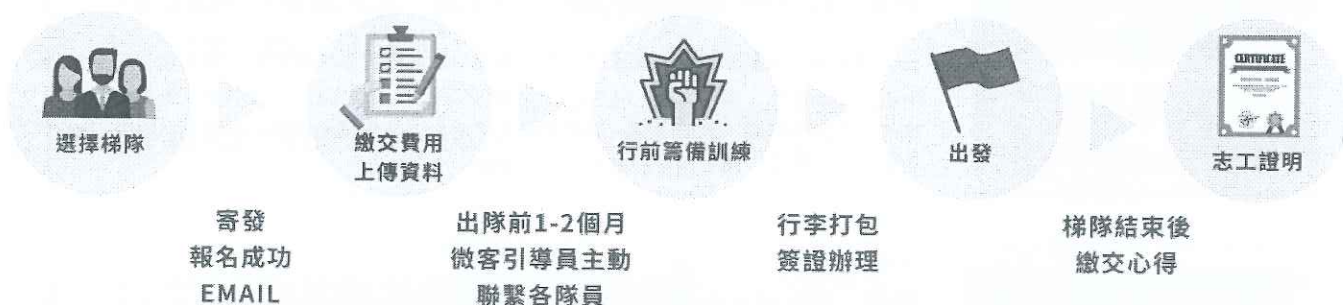 CERTIFICATE
選擇梯隊
繳交費用
上傳資料
行前籌備訓練
出發
志工證明
寄發
報名成功
EMAIL
出隊前1-2個月
微客引導員主動
聯繫各隊員
行李打包
簽證辦理
梯隊結束後
繳交心得